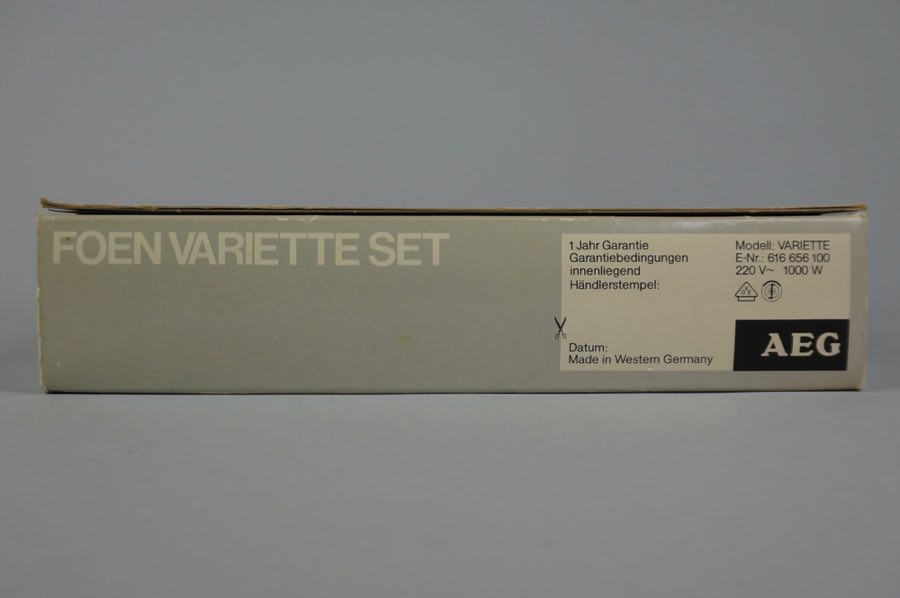 FOEN VARIETTE SET
1 Jahr Garantie
Garantiebedingungen
innenliegend
Händlerstempel:
Datum:
Made in Western Germany
Modell: VARIETTE
E-Nr.: 616 656 100
220 V~ 1000 W
AEG